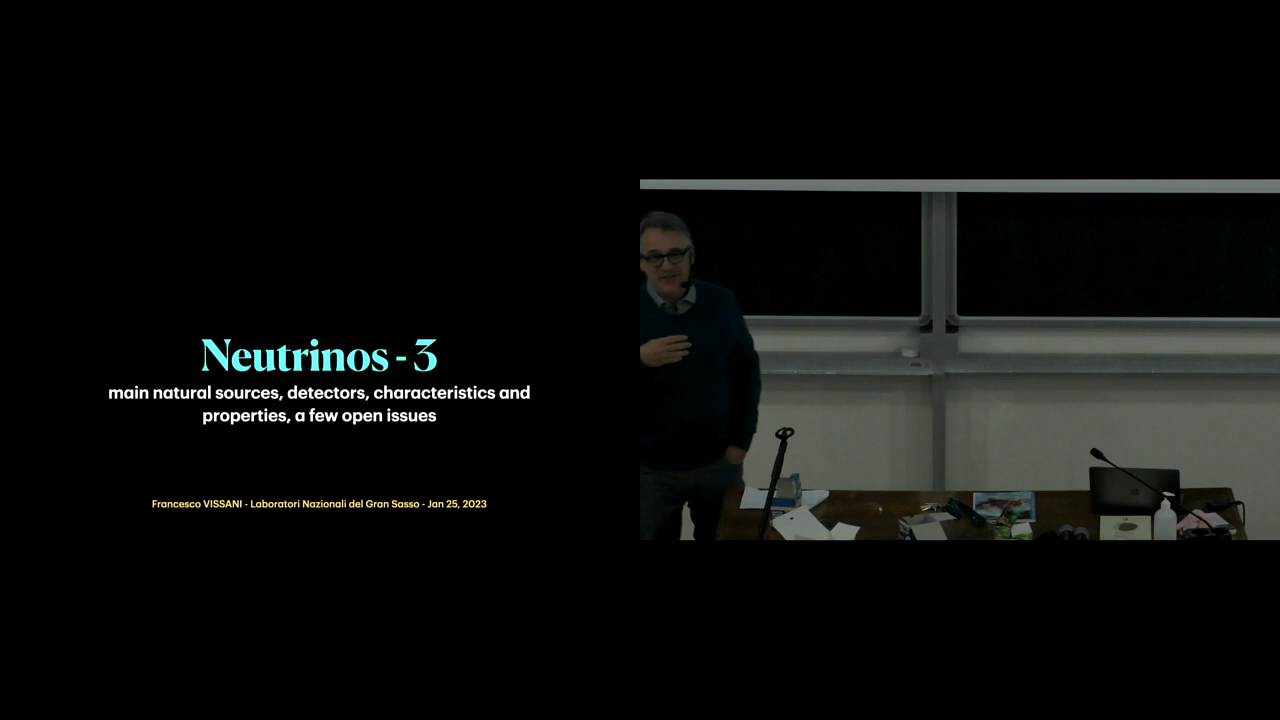 Neutrinos - 3
main natural sources, detectors, characteristics and
properties, a few open issues
Francesco VISSANI - Laboratori Nazionali del Gran Sasso - Jan 25, 2023